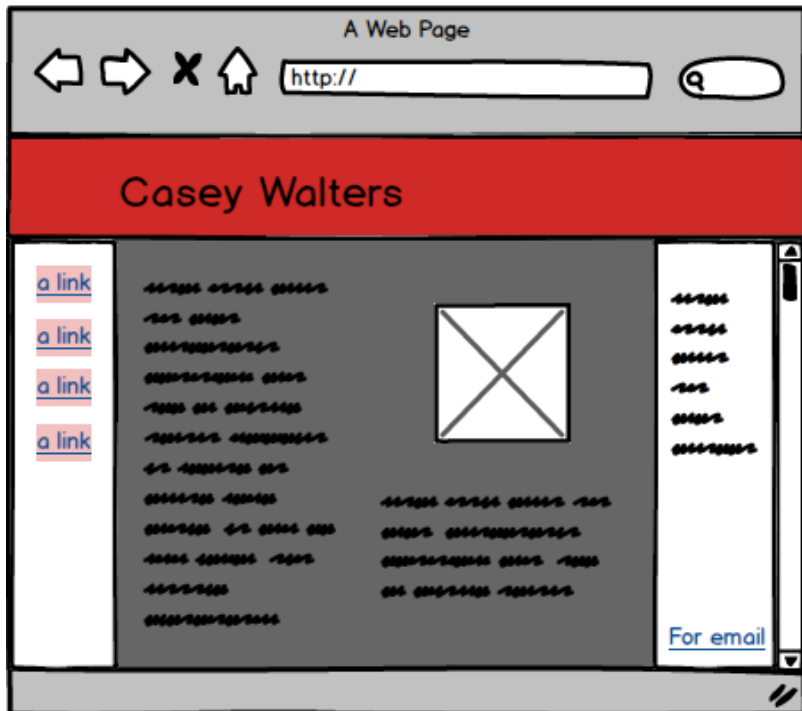 A Web Page
http://
Casey Walters
a link
a link
a link
a link
For email